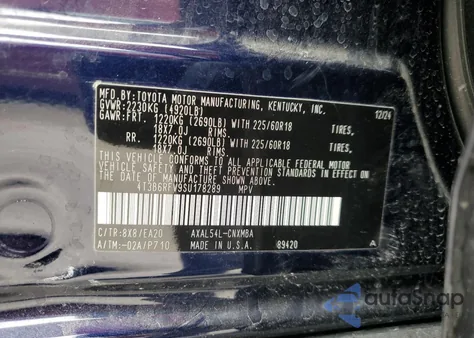 MFD.BY:TOYOTA MOTOR MANUFACTURING, KENTUCKY, INC.
GVWR:2230KG (4920LB) 12/24
GAWR:FRT. 1220KG (2690LB) WITH 225/60R18 TIRES,
18X7.0J RIMS,
RR. 1220KG (2690LB) WITH 225/60R18 TIRES,
18X7.0J RIMS.
THIS VEHICLE CONFORMS TO ALL APPLICABLE FEDERAL MOTOR
VEHICLE SAFETY AND THEFT PREVENTION STANDARDS IN EFFECT ON
THE DATE OF MANUFACTURE SHOWN ABOVE.
4T3B6RFV9SU178289 MPV
C/TR:8X8/EA20 AXAL54L-CNXMBA
A/TM:-02A/P710 MADE IN U.S.A. 89420 A
autoSnap